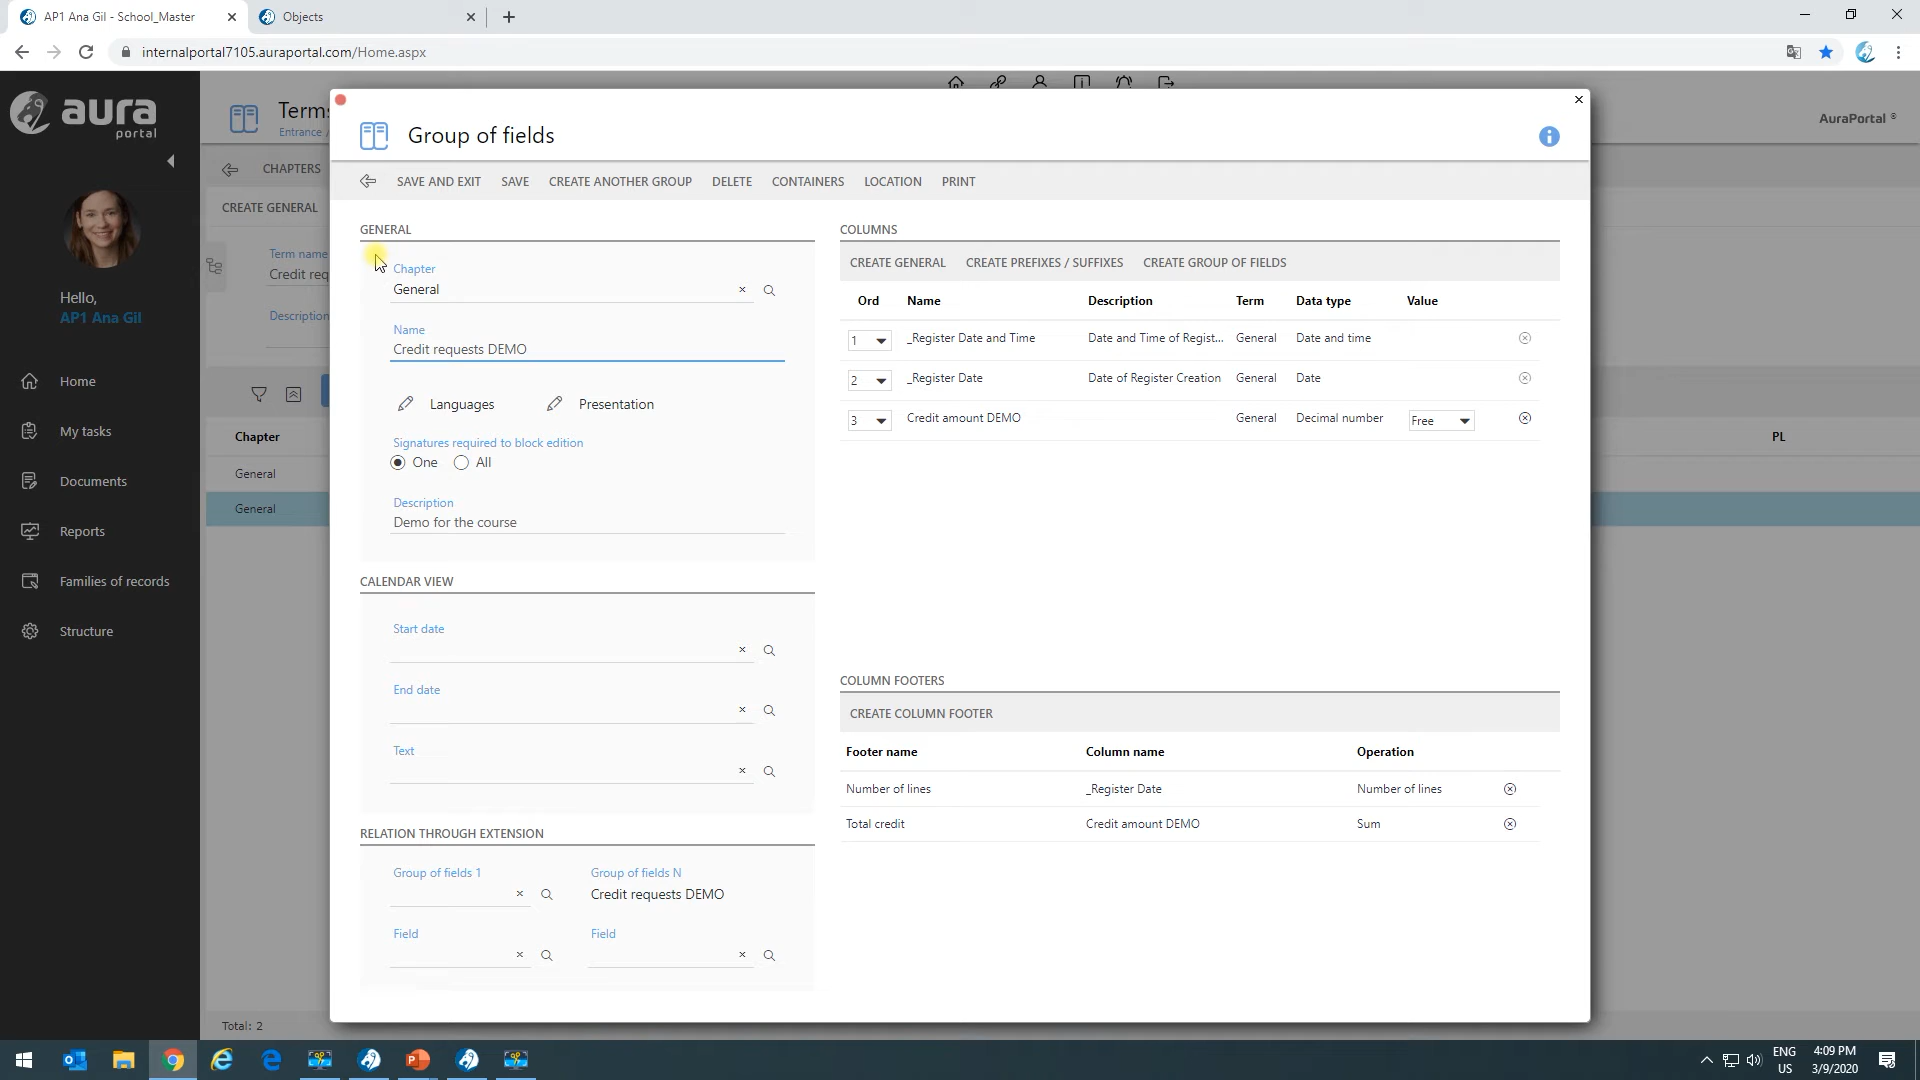 AP1 Ana Gil - School_Master
Objects
internalportal7105.auraportal.com/Home.aspx
aura
portal
Terms
Entrance /
AuraPortal ®
Group of fields
CHAPTERS
SAVE AND EXIT SAVE CREATE ANOTHER GROUP DELETE CONTAINERS LOCATION PRINT
CREATE GENERAL
Term name
Credit req
Description
Hello,
AP1 Ana Gil
Home
My tasks
Documents
Reports
Families of records
Structure
Chapter
General
General
PL
Total: 2
GENERAL
Chapter
General
Name
Credit requests DEMO
Languages Presentation
Signatures required to block edition
One All
Description
Demo for the course
CALENDAR VIEW
Start date
End date
Text
RELATION THROUGH EXTENSION
Group of fields 1 Group of fields N
Credit requests DEMO
Field Field
COLUMNS
CREATE GENERAL CREATE PREFIXES / SUFFIXES CREATE GROUP OF FIELDS
Ord Name Description Term Data type Value
1 _Register Date and Time Date and Time of Regist... General Date and time
2 _Register Date Date of Register Creation General Date
3 Credit amount DEMO General Decimal number Free
COLUMN FOOTERS
CREATE COLUMN FOOTER
Footer name Column name Operation
Number of lines _Register Date Number of lines
Total credit Credit amount DEMO Sum
ENG
US
4:09 PM
3/9/2020